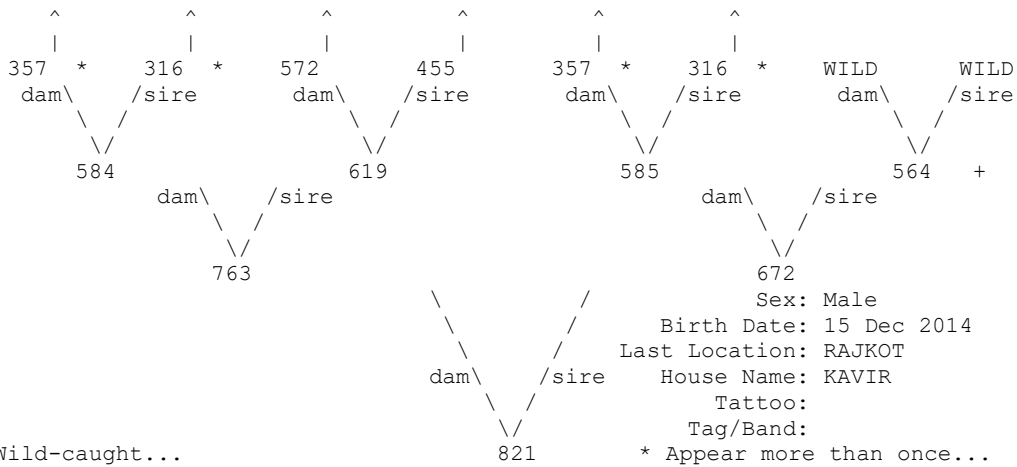 ^ ^ ^ ^ ^ ^
| | | | | |
357 * 316 * 572 455 357 * 316 * WILD WILD
dam\ /sire dam\ /sire dam\ /sire dam\ /sire
\ / \ / \ / \ /
\/ \/ \/ \/
584 619 585 564 +
dam\ /sire dam\ /sire
\ / \ /
\/ \/
763 672
\ / Sex: Male
\ / Birth Date: 15 Dec 2014
\ / Last Location: RAJKOT
dam\ /sire House Name: KAVIR
\ / Tattoo:
\/ Tag/Band:
Wild-caught... 821 * Appear more than once...